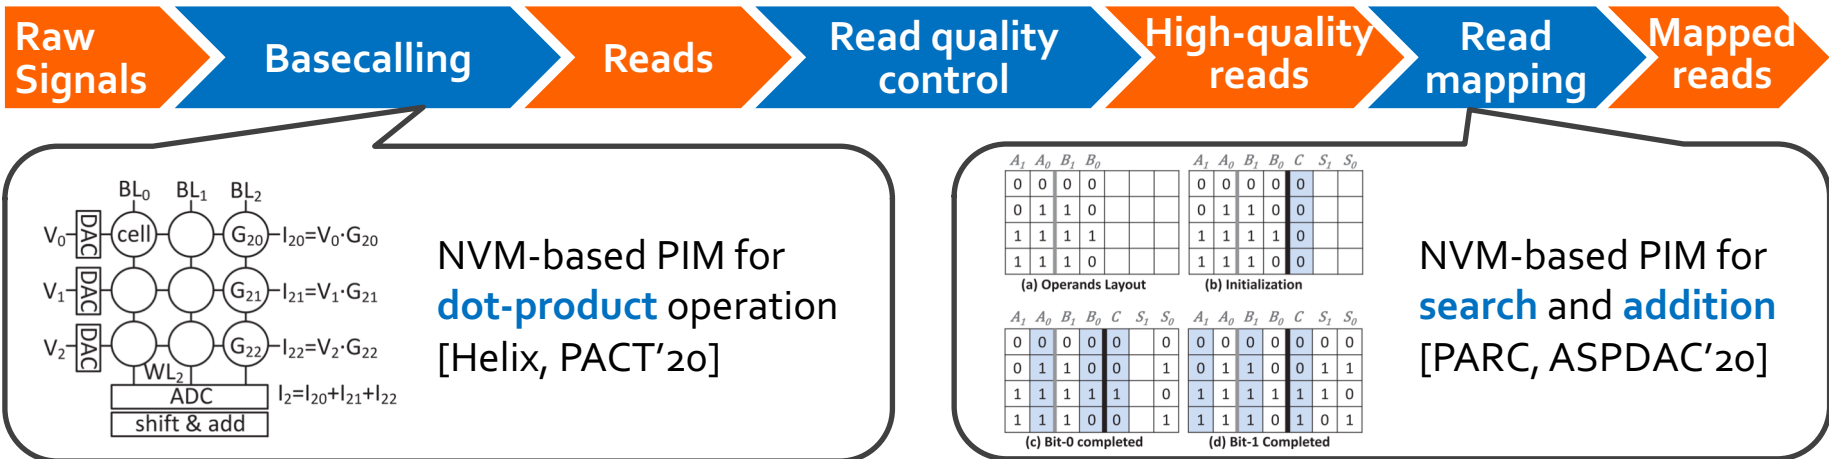 Raw
Signals
Basecalling
Reads
Read quality
control
High-quality
reads
Read
mapping
Mapped
reads
BL0 BL1 BL2
V0 DAC cell G20 I20=V0·G20
V1 DAC G21 I21=V1·G21
V2 DAC G22 I22=V2·G22
WL2
ADC I2=I20+I21+I22
shift & add
NVM-based PIM for
dot-product operation
[Helix, PACT'20]
A1 A0 B1 B0
0 0 0 0
0 1 1 0
1 1 1 1
1 1 1 0
(a) Operands Layout
A1 A0 B1 B0 C S1 S0
0 0 0 0 0
0 1 1 0 0
1 1 1 1 0
1 1 1 0 0
(b) Initialization
A1 A0 B1 B0 C S1 S0
0 0 0 0 0 0
0 1 1 0 0 1
1 1 1 1 1 0
1 1 1 0 0 1
(c) Bit-0 completed
A1 A0 B1 B0 C S1 S0
0 0 0 0 0 0 0
0 1 1 0 0 1 1
1 1 1 1 1 1 0
1 1 1 0 1 0 1
(d) Bit-1 Completed
NVM-based PIM for
search and addition
[PARC, ASPDAC'20]